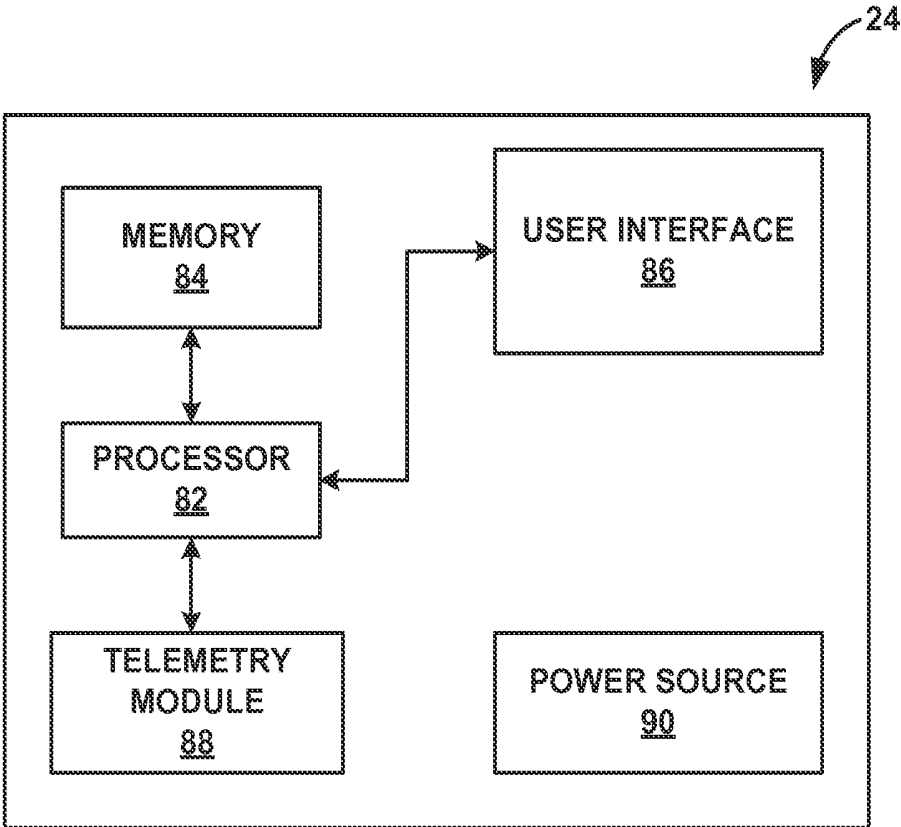 24
MEMORY
84
USER INTERFACE
86
PROCESSOR
82
TELEMETRY
MODULE
88
POWER SOURCE
90